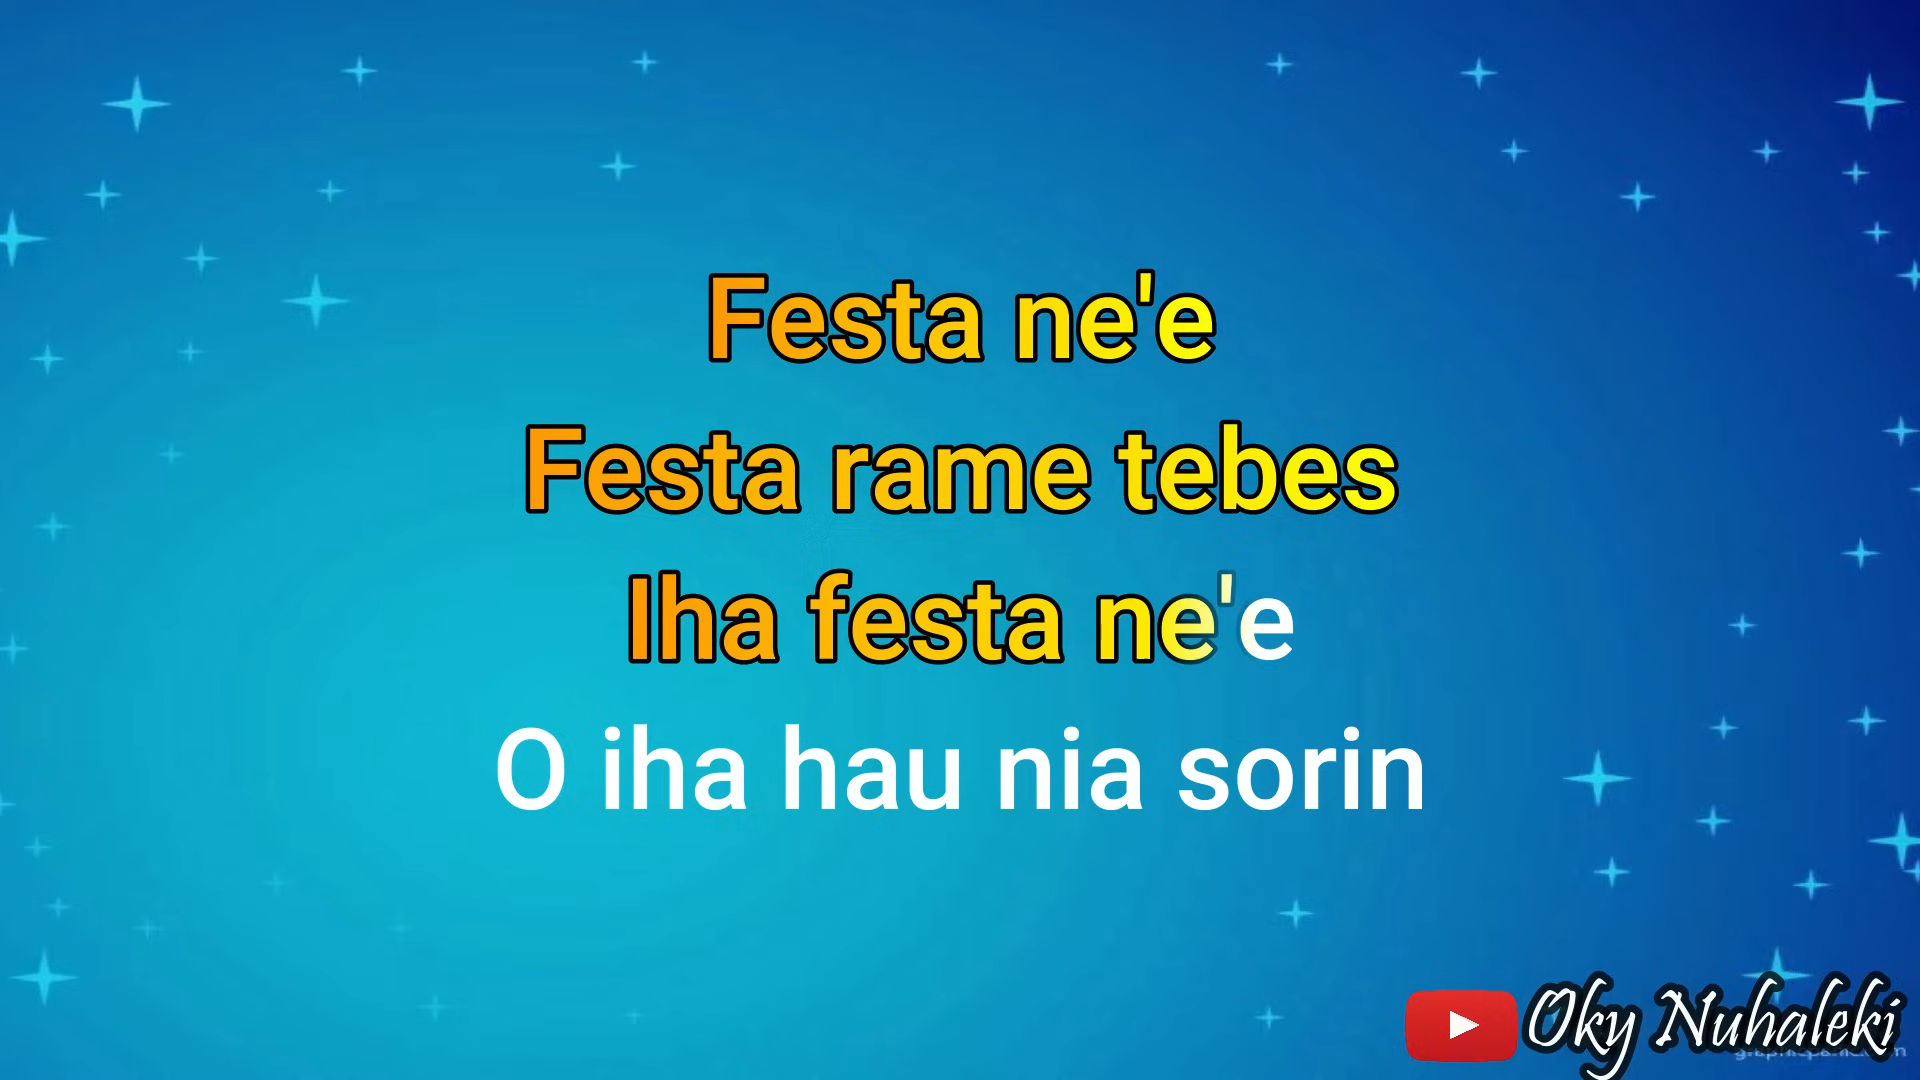 Festa ne'e
Festa rame tebes
Iha festa ne'e
O iha hau nia sorin
Oky Nuhaleki